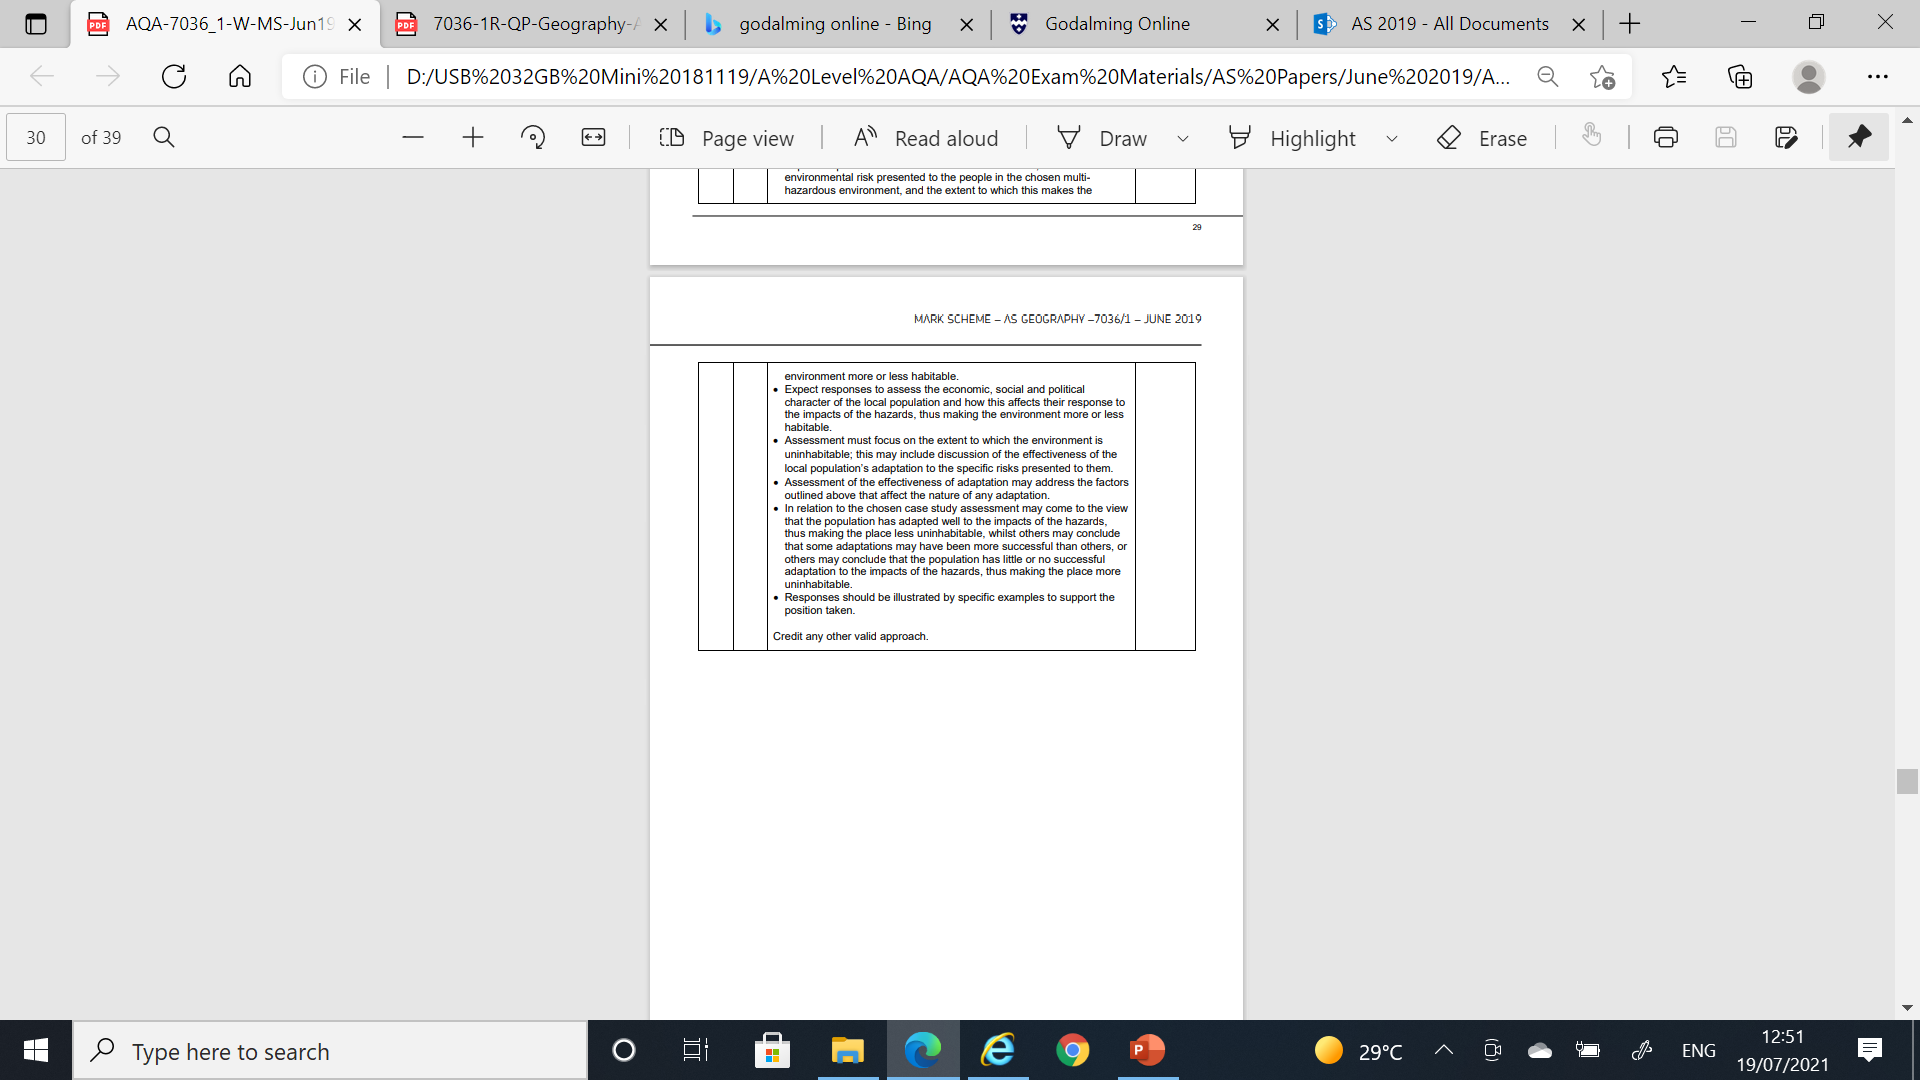 AQA-7036_1-W-MS-Jun19
7036-1R-QP-Geography-A
godalming online - Bing
Godalming Online
AS 2019 - All Documents
File
D:/USB%2032GB%20Mini%20181119/A%20Level%20AQA/AQA%20Exam%20Materials/AS%20Papers/June%202019/A...
30
of 39
Page view
Read aloud
Draw
Highlight
Erase
environmental risk presented to the people in the chosen multi-
hazardous environment, and the extent to which this makes the
29
MARK SCHEME – AS GEOGRAPHY –7036/1 – JUNE 2019
environment more or less habitable.
• Expect responses to assess the economic, social and political
character of the local population and how this affects their response to
the impacts of the hazards, thus making the environment more or less
habitable.
• Assessment must focus on the extent to which the environment is
uninhabitable; this may include discussion of the effectiveness of the
local population's adaptation to the specific risks presented to them.
• Assessment of the effectiveness of adaptation may address the factors
outlined above that affect the nature of any adaptation.
• In relation to the chosen case study assessment may come to the view
that the population has adapted well to the impacts of the hazards,
thus making the place less uninhabitable, whilst others may conclude
that some adaptations may have been more successful than others, or
others may conclude that the population has little or no successful
adaptation to the impacts of the hazards, thus making the place more
uninhabitable.
• Responses should be illustrated by specific examples to support the
position taken.
Credit any other valid approach.
Type here to search
29°C
ENG
12:51
19/07/2021